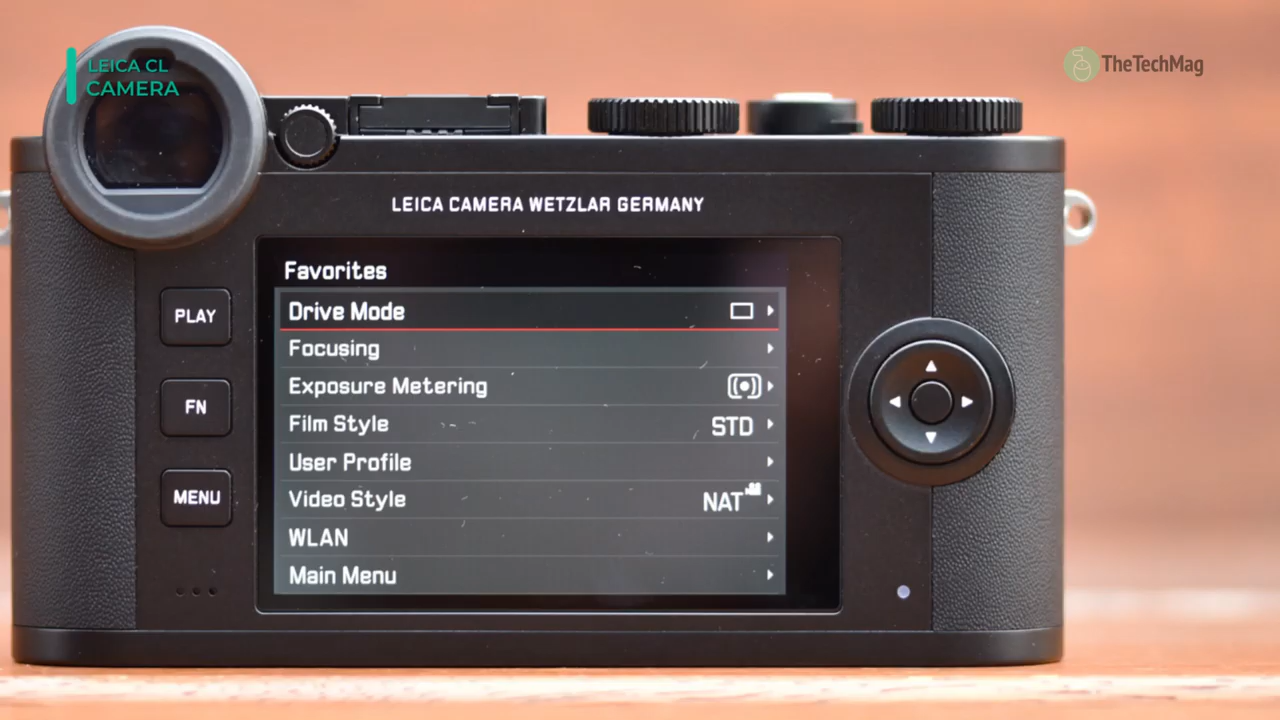 LEICA CL
CAMERA
TheTechMag
LEICA CAMERA WETZLAR GERMANY
Favorites
Drive Mode
Focusing
Exposure Metering
Film Style STD
User Profile
Video Style NAT
WLAN
Main Menu
PLAY
FN
MENU